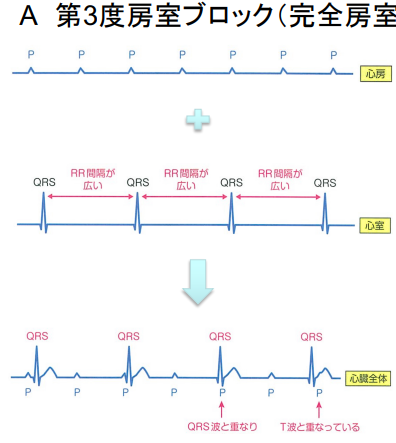 A 第3度房室ブロック(完全房室
P P P P P P P
心房
RR間隔が RR間隔が RR間隔が
QRS 広い QRS 広い QRS 広い QRS
心室
QRS QRS QRS QRS
心臓全体
P P P P P P P
QRS波と重なり T波と重なっている